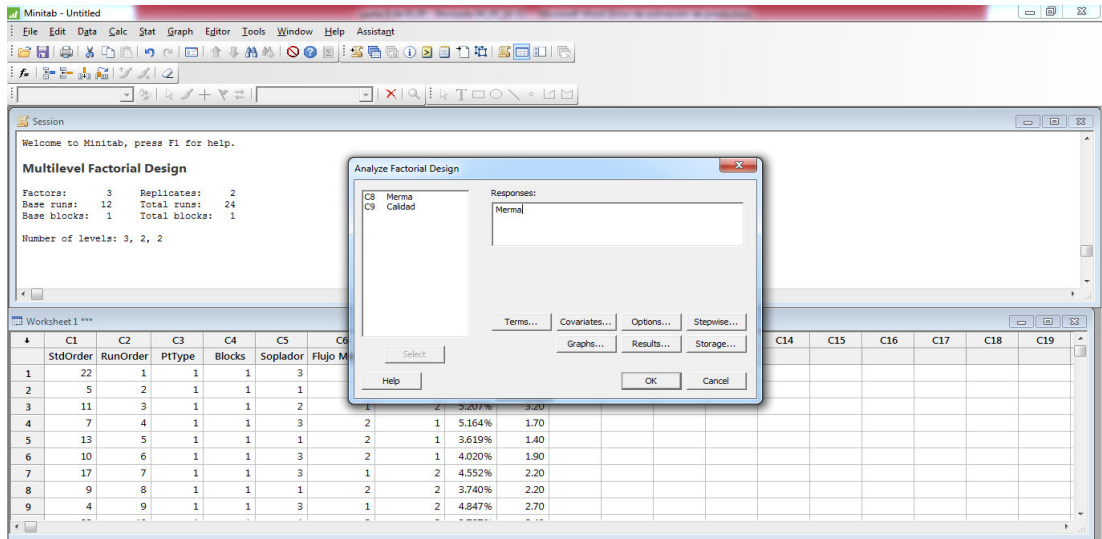 Minitab - Untitled
File Edit Data Calc Stat Graph Editor Tools Window Help Assistant
Session
Welcome to Minitab, press F1 for help.
Multilevel Factorial Design
Factors: 3 Replicates: 2
Base runs: 12 Total runs: 24
Base blocks: 1 Total blocks: 1
Number of levels: 3, 2, 2
Analyze Factorial Design
C8 Merma
C9 Calidad
Responses:
Merma
Terms... Covariates... Options... Stepwise...
Graphs... Results... Storage...
Select
Help OK Cancel
Worksheet 1 ***
C1 C2 C3 C4 C5 C6 C14 C15 C16 C17 C18 C19
StdOrder RunOrder PtType Blocks Soplador Flujo M
1 22 1 1 1 3
2 5 2 1 1 1
3 11 3 1 1 2 1 2 5.207% 3.20
4 7 4 1 1 3 2 1 5.164% 1.70
5 13 5 1 1 1 2 1 3.619% 1.40
6 10 6 1 1 3 2 1 4.020% 1.90
7 17 7 1 1 3 1 2 4.552% 2.20
8 9 8 1 1 1 2 2 3.740% 2.20
9 4 9 1 1 3 1 2 4.847% 2.70